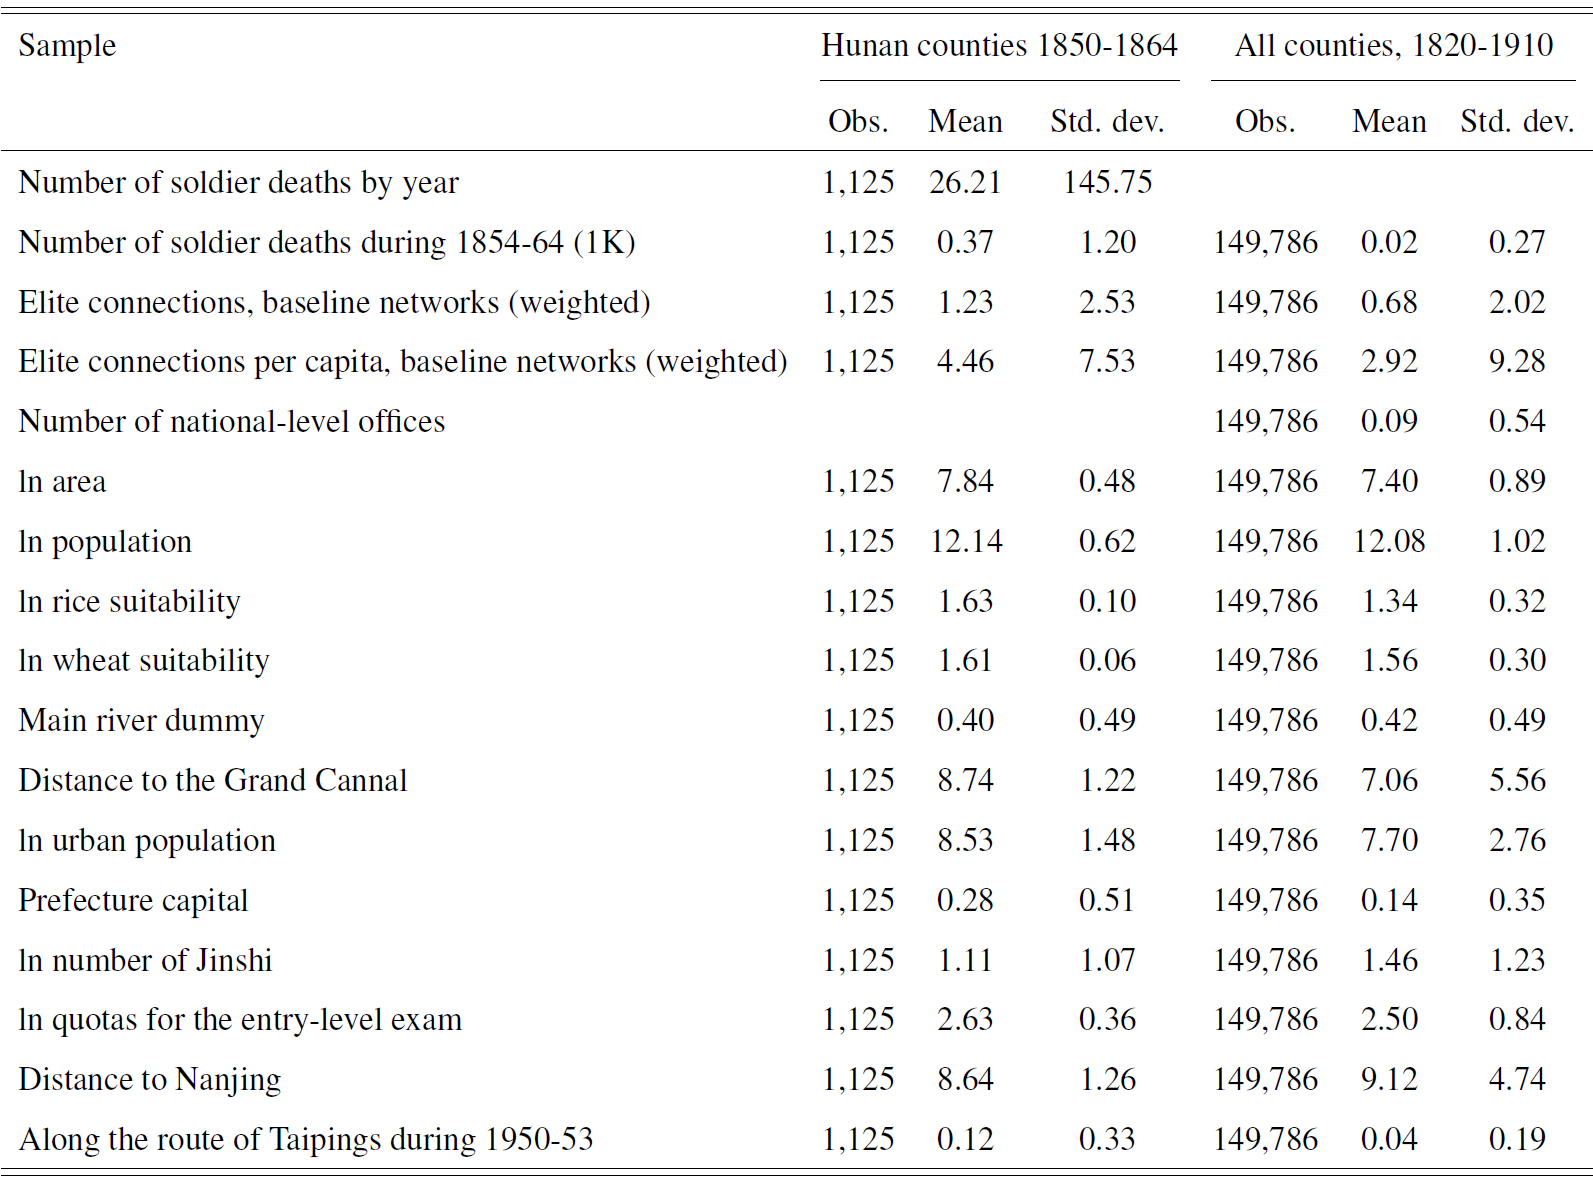 Sample Hunan counties 1850-1864 All counties, 1820-1910
Obs. Mean Std. dev. Obs. Mean Std. dev.
Number of soldier deaths by year 1,125 26.21 145.75
Number of soldier deaths during 1854-64 (1K) 1,125 0.37 1.20 149,786 0.02 0.27
Elite connections, baseline networks (weighted) 1,125 1.23 2.53 149,786 0.68 2.02
Elite connections per capita, baseline networks (weighted) 1,125 4.46 7.53 149,786 2.92 9.28
Number of national-level offices 149,786 0.09 0.54
ln area 1,125 7.84 0.48 149,786 7.40 0.89
ln population 1,125 12.14 0.62 149,786 12.08 1.02
ln rice suitability 1,125 1.63 0.10 149,786 1.34 0.32
ln wheat suitability 1,125 1.61 0.06 149,786 1.56 0.30
Main river dummy 1,125 0.40 0.49 149,786 0.42 0.49
Distance to the Grand Cannal 1,125 8.74 1.22 149,786 7.06 5.56
ln urban population 1,125 8.53 1.48 149,786 7.70 2.76
Prefecture capital 1,125 0.28 0.51 149,786 0.14 0.35
ln number of Jinshi 1,125 1.11 1.07 149,786 1.46 1.23
ln quotas for the entry-level exam 1,125 2.63 0.36 149,786 2.50 0.84
Distance to Nanjing 1,125 8.64 1.26 149,786 9.12 4.74
Along the route of Taipings during 1950-53 1,125 0.12 0.33 149,786 0.04 0.19